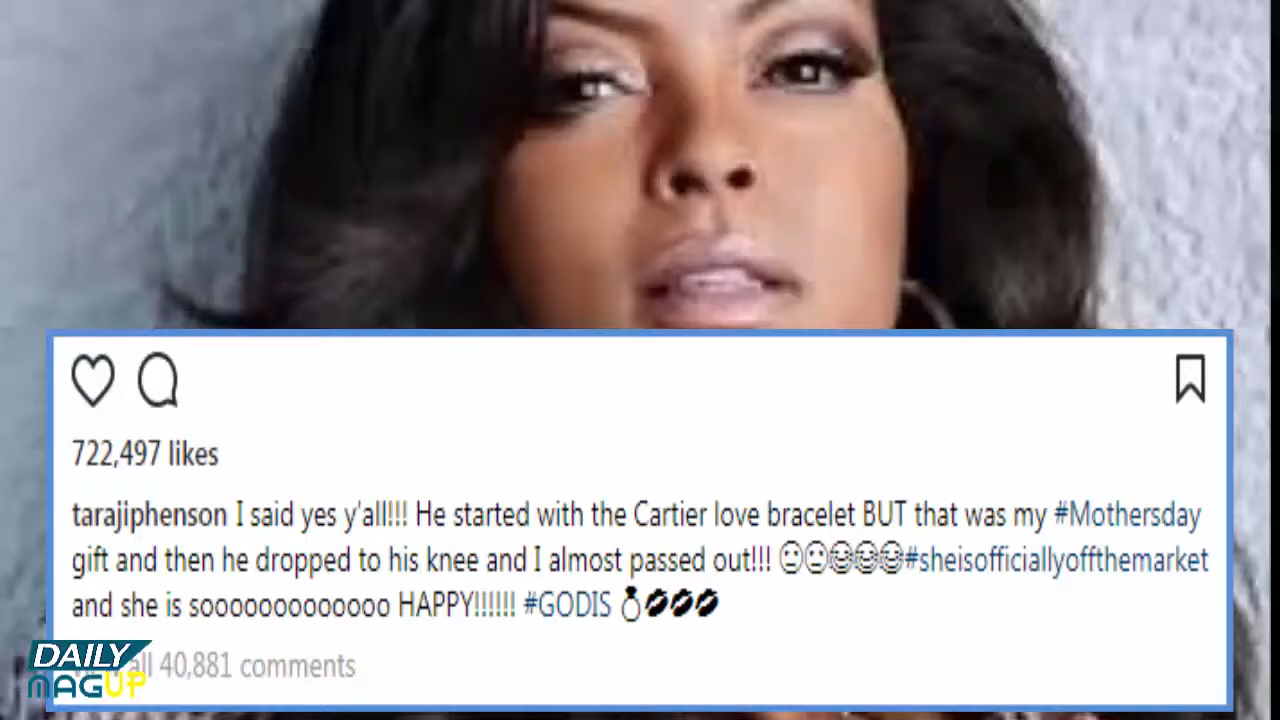 722,497 likes
tarajiphenson I said yes y'all!!! He started with the Cartier love bracelet BUT that was my #Mothersday
gift and then he dropped to his knee and I almost passed out!!! #sheisofficiallyoffthemarket
and she is sooooooooooooo HAPPY!!!!!! #GODIS 💍💋💋💋
all 40,881 comments
DAILY
MAGUP